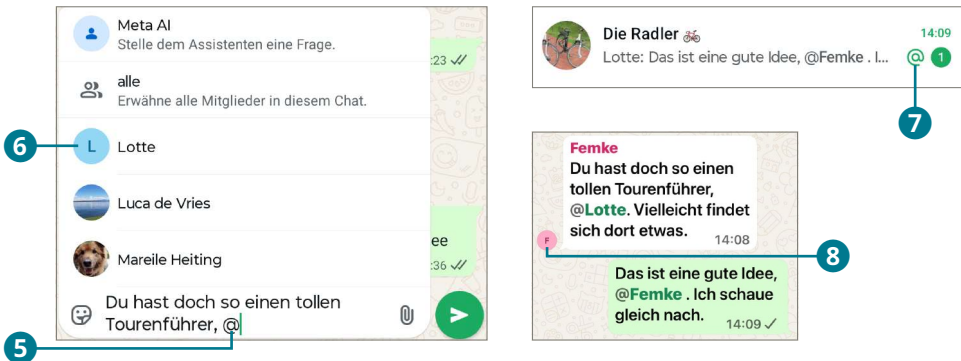 Meta AI
Stelle dem Assistenten eine Frage.
:23
alle
Erwähne alle Mitglieder in diesem Chat.
6
L
Lotte
Luca de Vries
ee
Mareile Heiting
:36
Du hast doch so einen tollen
Tourenführer, @
5
Die Radler
14:09
Lotte: Das ist eine gute Idee, @Femke . I...
@
1
7
Femke
Du hast doch so einen
tollen Tourenführer,
@Lotte. Vielleicht findet
sich dort etwas.
14:08
F
8
Das ist eine gute Idee,
@Femke . Ich schaue
gleich nach.
14:09